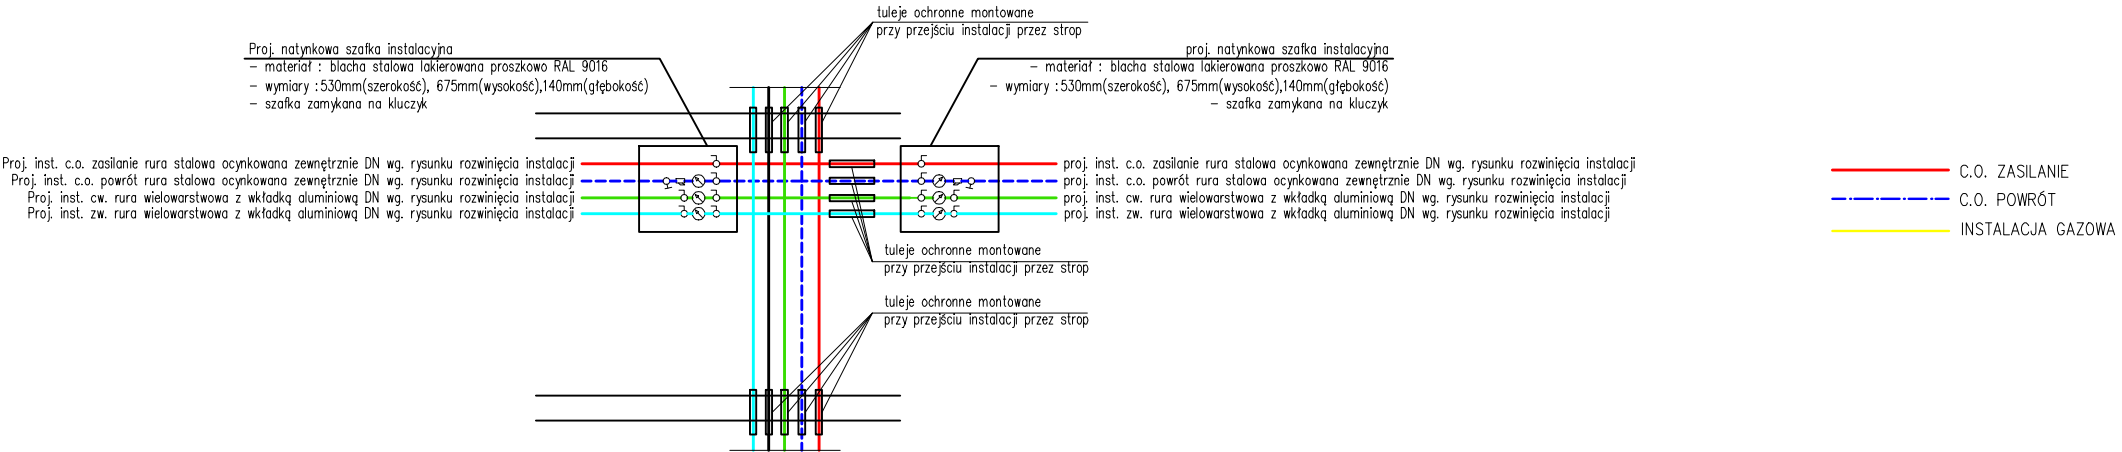 tuleje ochronne montowane
przy przejściu instalacji przez strop
Proj. natynkowa szafka instalacyjna
– materiał : blacha stalowa lakierowana proszkowo RAL 9016
– wymiary :530mm(szerokość), 675mm(wysokość),140mm(głębokość)
– szafka zamykana na kluczyk
proj. natynkowa szafka instalacyjna
– materiał : blacha stalowa lakierowana proszkowo RAL 9016
– wymiary :530mm(szerokość), 675mm(wysokość),140mm(głębokość)
– szafka zamykana na kluczyk
Proj. inst. c.o. zasilanie rura stalowa ocynkowana zewnętrznie DN wg. rysunku rozwinięcia instalacji
Proj. inst. c.o. powrót rura stalowa ocynkowana zewnętrznie DN wg. rysunku rozwinięcia instalacji
Proj. inst. cw. rura wielowarstwowa z wkładką aluminiową DN wg. rysunku rozwinięcia instalacji
Proj. inst. zw. rura wielowarstwowa z wkładką aluminiową DN wg. rysunku rozwinięcia instalacji
proj. inst. c.o. zasilanie rura stalowa ocynkowana zewnętrznie DN wg. rysunku rozwinięcia instalacji
proj. inst. c.o. powrót rura stalowa ocynkowana zewnętrznie DN wg. rysunku rozwinięcia instalacji
proj. inst. cw. rura wielowarstwowa z wkładką aluminiową DN wg. rysunku rozwinięcia instalacji
proj. inst. zw. rura wielowarstwowa z wkładką aluminiową DN wg. rysunku rozwinięcia instalacji
tuleje ochronne montowane
przy przejściu instalacji przez strop
tuleje ochronne montowane
przy przejściu instalacji przez strop
C.O. ZASILANIE
C.O. POWRÓT
INSTALACJA GAZOWA